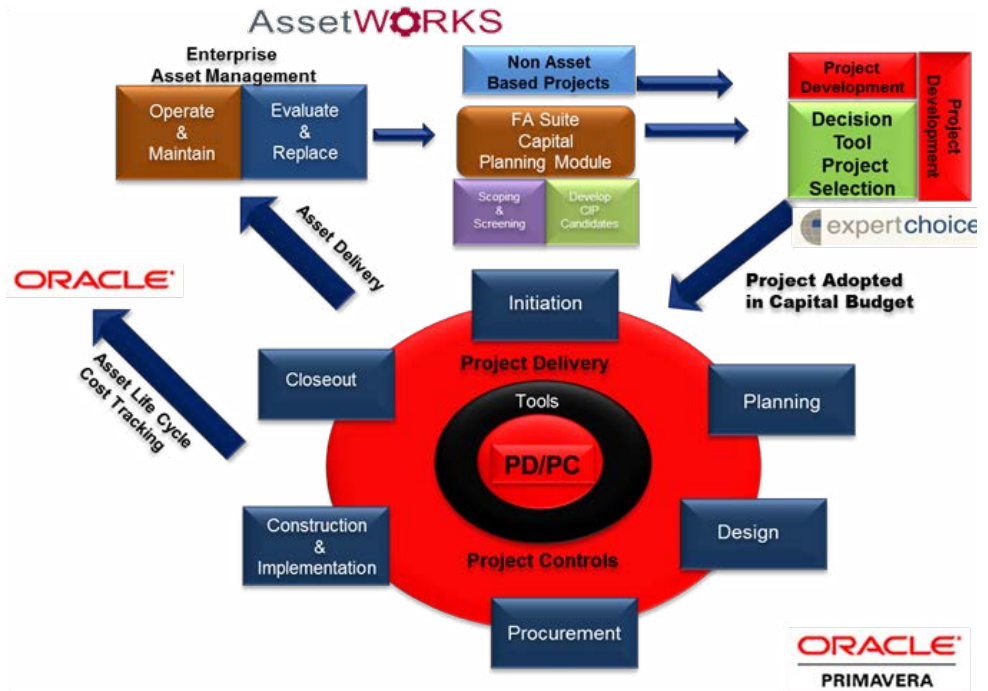 AssetWORKS
Enterprise
Asset Management
Operate
&
Maintain
Evaluate
&
Replace
Non Asset
Based Projects
FA Suite
Capital
Planning Module
Scoping
&
Screening
Develop
CIP
Candidates
Project
Development
Project
Development
Decision
Tool
Project
Selection
expertchoice
Project Adopted
in Capital Budget
Asset Delivery
ORACLE
Asset Life Cycle
Cost Tracking
Initiation
Closeout
Project Delivery
Planning
Tools
PD/PC
Construction
&
Implementation
Design
Project Controls
Procurement
ORACLE
PRIMAVERA